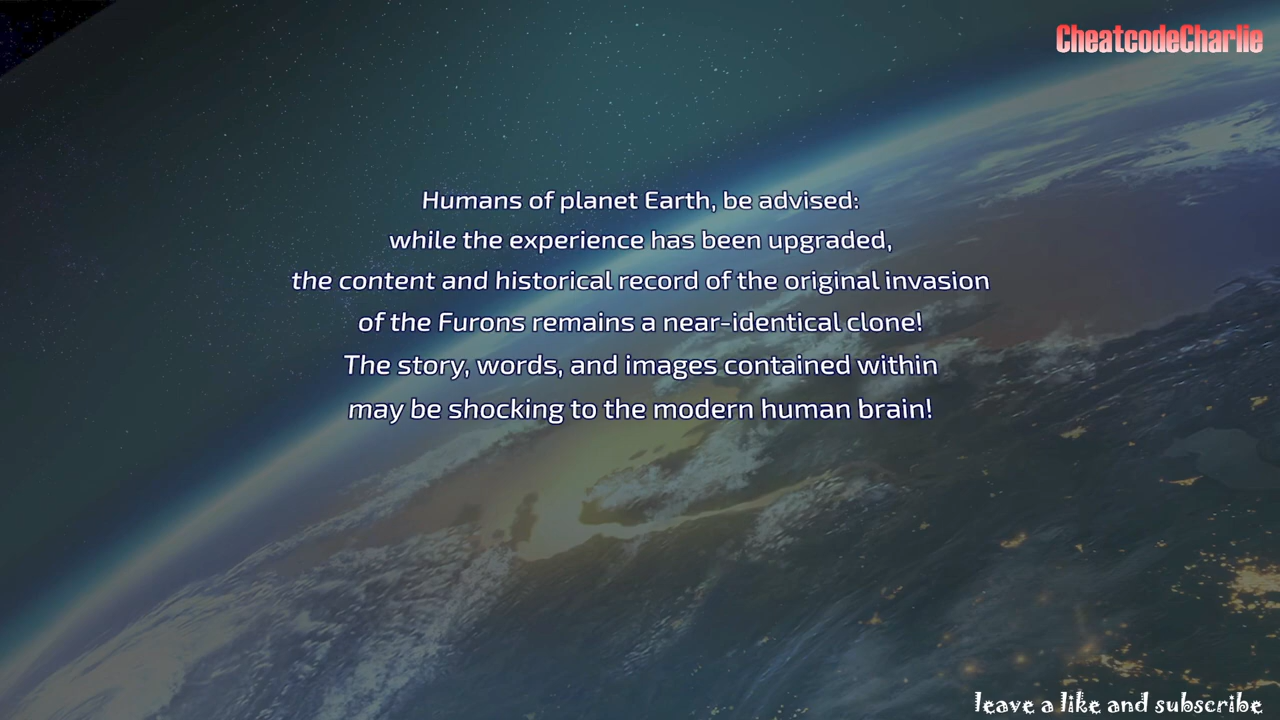 CheatcodeCharlie
Humans of planet Earth, be advised:
while the experience has been upgraded,
the content and historical record of the original invasion
of the Furons remains a near-identical clone!
The story, words, and images contained within
may be shocking to the modern human brain!
leave a like and subscribe